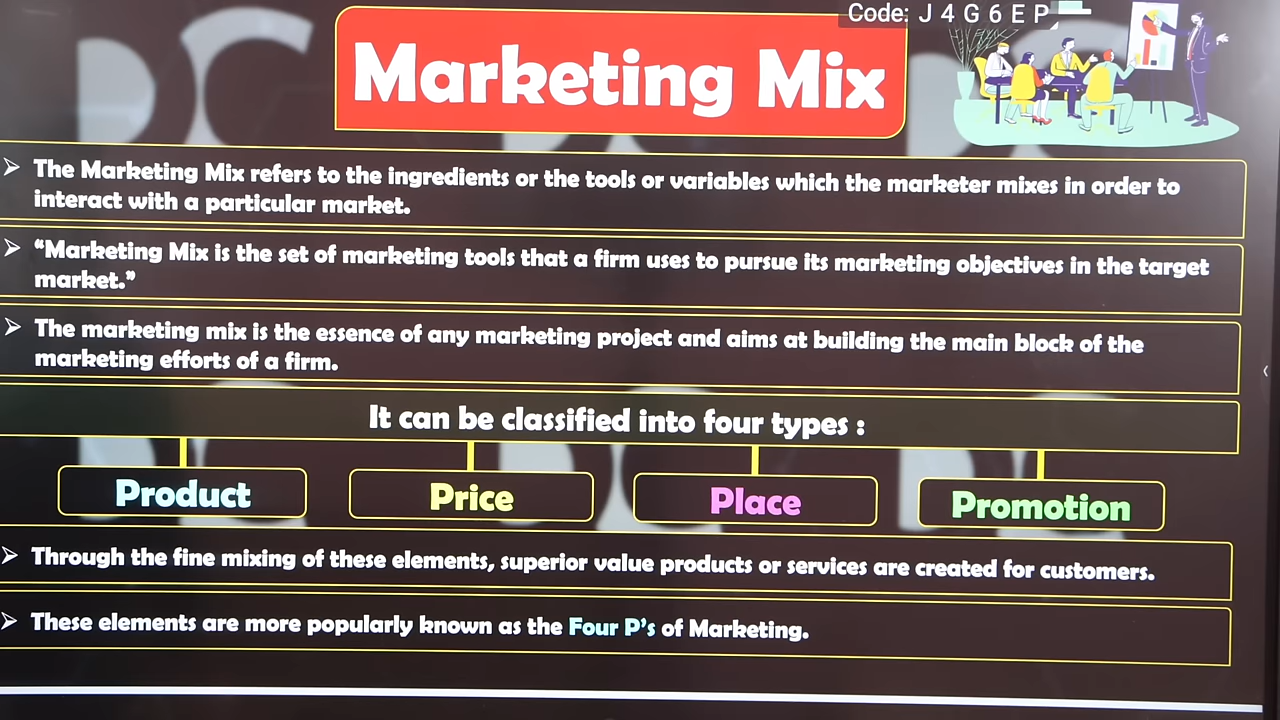 Code: J 4 G 6 E P
Marketing Mix
➢ The Marketing Mix refers to the ingredients or the tools or variables which the marketer mixes in order to
interact with a particular market.
➢ “Marketing Mix is the set of marketing tools that a firm uses to pursue its marketing objectives in the target
market.”
➢ The marketing mix is the essence of any marketing project and aims at building the main block of the
marketing efforts of a firm.
It can be classified into four types :
Product
Price
Place
Promotion
➢ Through the fine mixing of these elements, superior value products or services are created for customers.
➢ These elements are more popularly known as the Four P’s of Marketing.